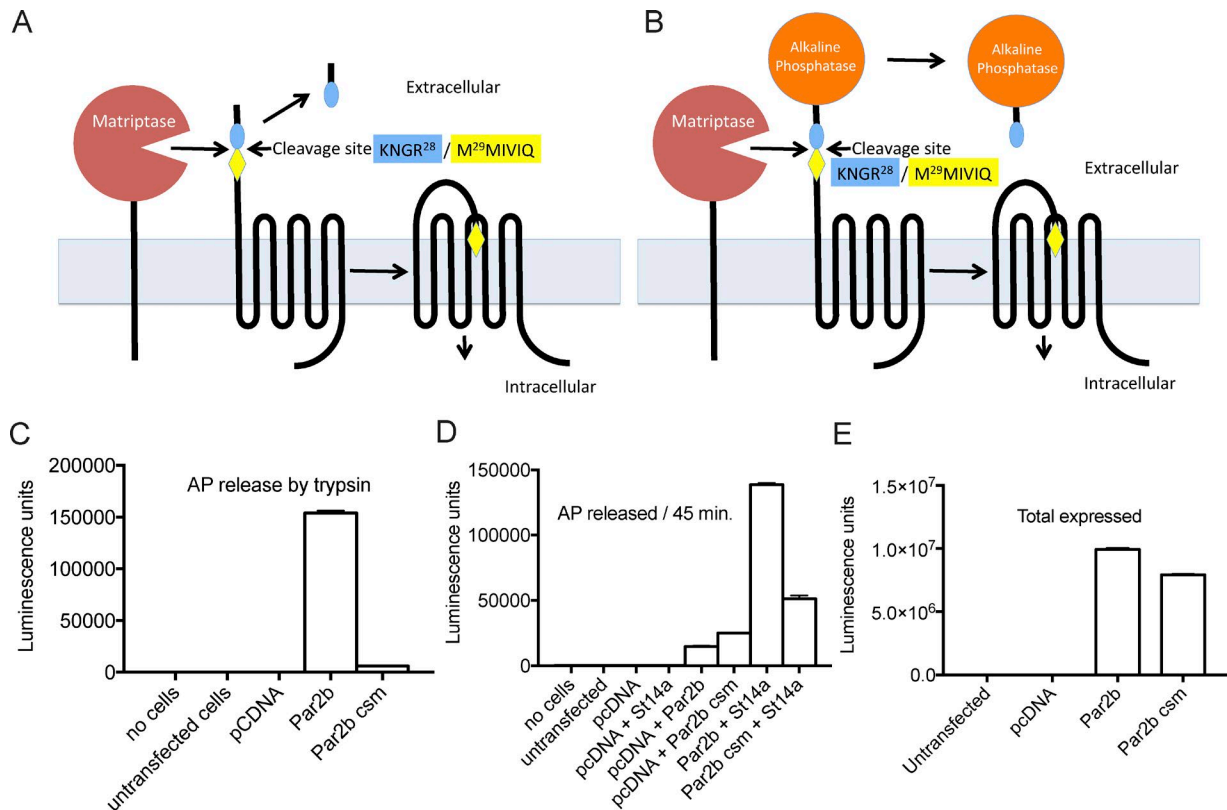 A
Matriptase
Extracellular
Cleavage site KNGR²⁸ / M²⁹MIVIQ
Intracellular
B
Alkaline
Phosphatase
Alkaline
Phosphatase
Matriptase
Cleavage site
KNGR²⁸ / M²⁹MIVIQ
Extracellular
Intracellular
C
AP release by trypsin
Luminescence units
200000
150000
100000
50000
0
no cells
untransfected cells
pCDNA
Par2b
Par2b csm
D
AP released / 45 min.
Luminescence units
150000
100000
50000
0
no cells
untransfected
pcDNA
pcDNA + St14a
pcDNA + Par2b
pcDNA + Par2b csm
Par2b + St14a
Par2b csm + St14a
E
Total expressed
Luminescence units
1.5×10⁷
1.0×10⁷
5.0×10⁶
0.0
Untransfected
pcDNA
Par2b
Par2b csm